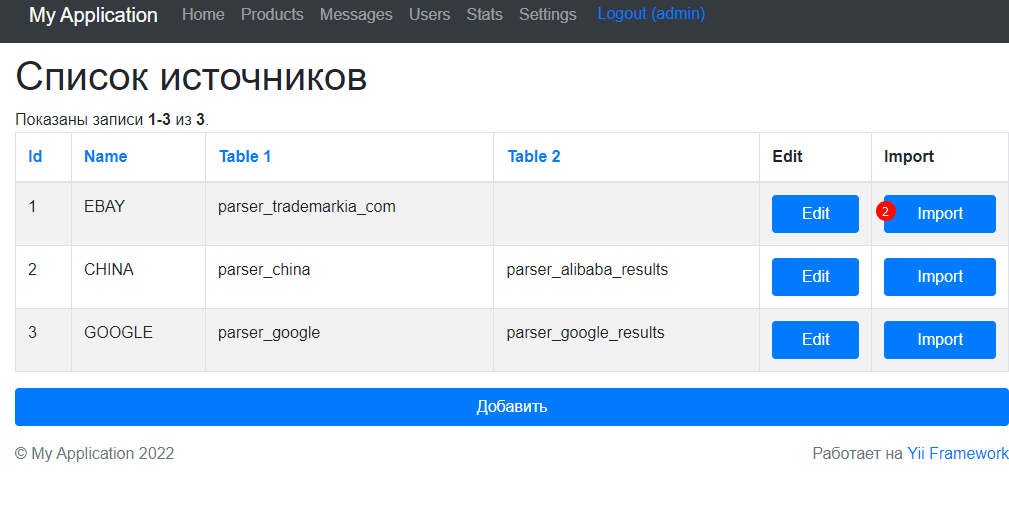 My Application Home Products Messages Users Stats Settings Logout (admin)
Список источников
Показаны записи 1-3 из 3.
Id Name Table 1 Table 2 Edit Import
1 EBAY parser_trademarkia_com Edit 2 Import
2 CHINA parser_china parser_alibaba_results Edit Import
3 GOOGLE parser_google parser_google_results Edit Import
Добавить
© My Application 2022 Работает на Yii Framework